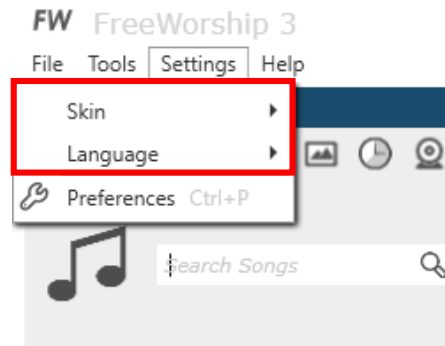 FW FreeWorship 3
File Tools Settings Help
Skin
Language
Preferences Ctrl+P
Search Songs